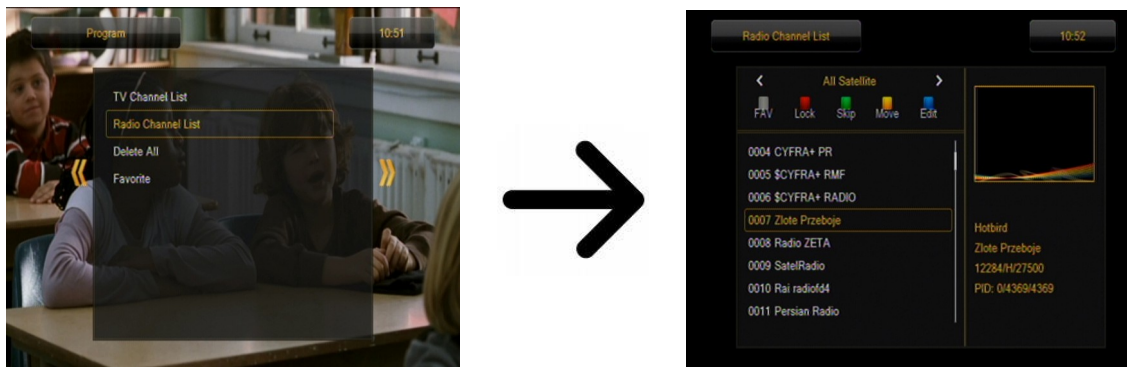 Program
10:51
TV Channel List
Radio Channel List
Delete All
Favorite
Radio Channel List
10:52
All Satellite
FAV Lock Skip Move Edit
0004 CYFRA+ PR
0005 $CYFRA+ RMF
0006 $CYFRA+ RADIO
0007 Zlote Przeboje
0008 Radio ZETA
0009 SatelRadio
0010 Rai radiofd4
0011 Persian Radio
Hotbird
Zlote Przeboje
12284/H/27500
PID: 0/4369/4369